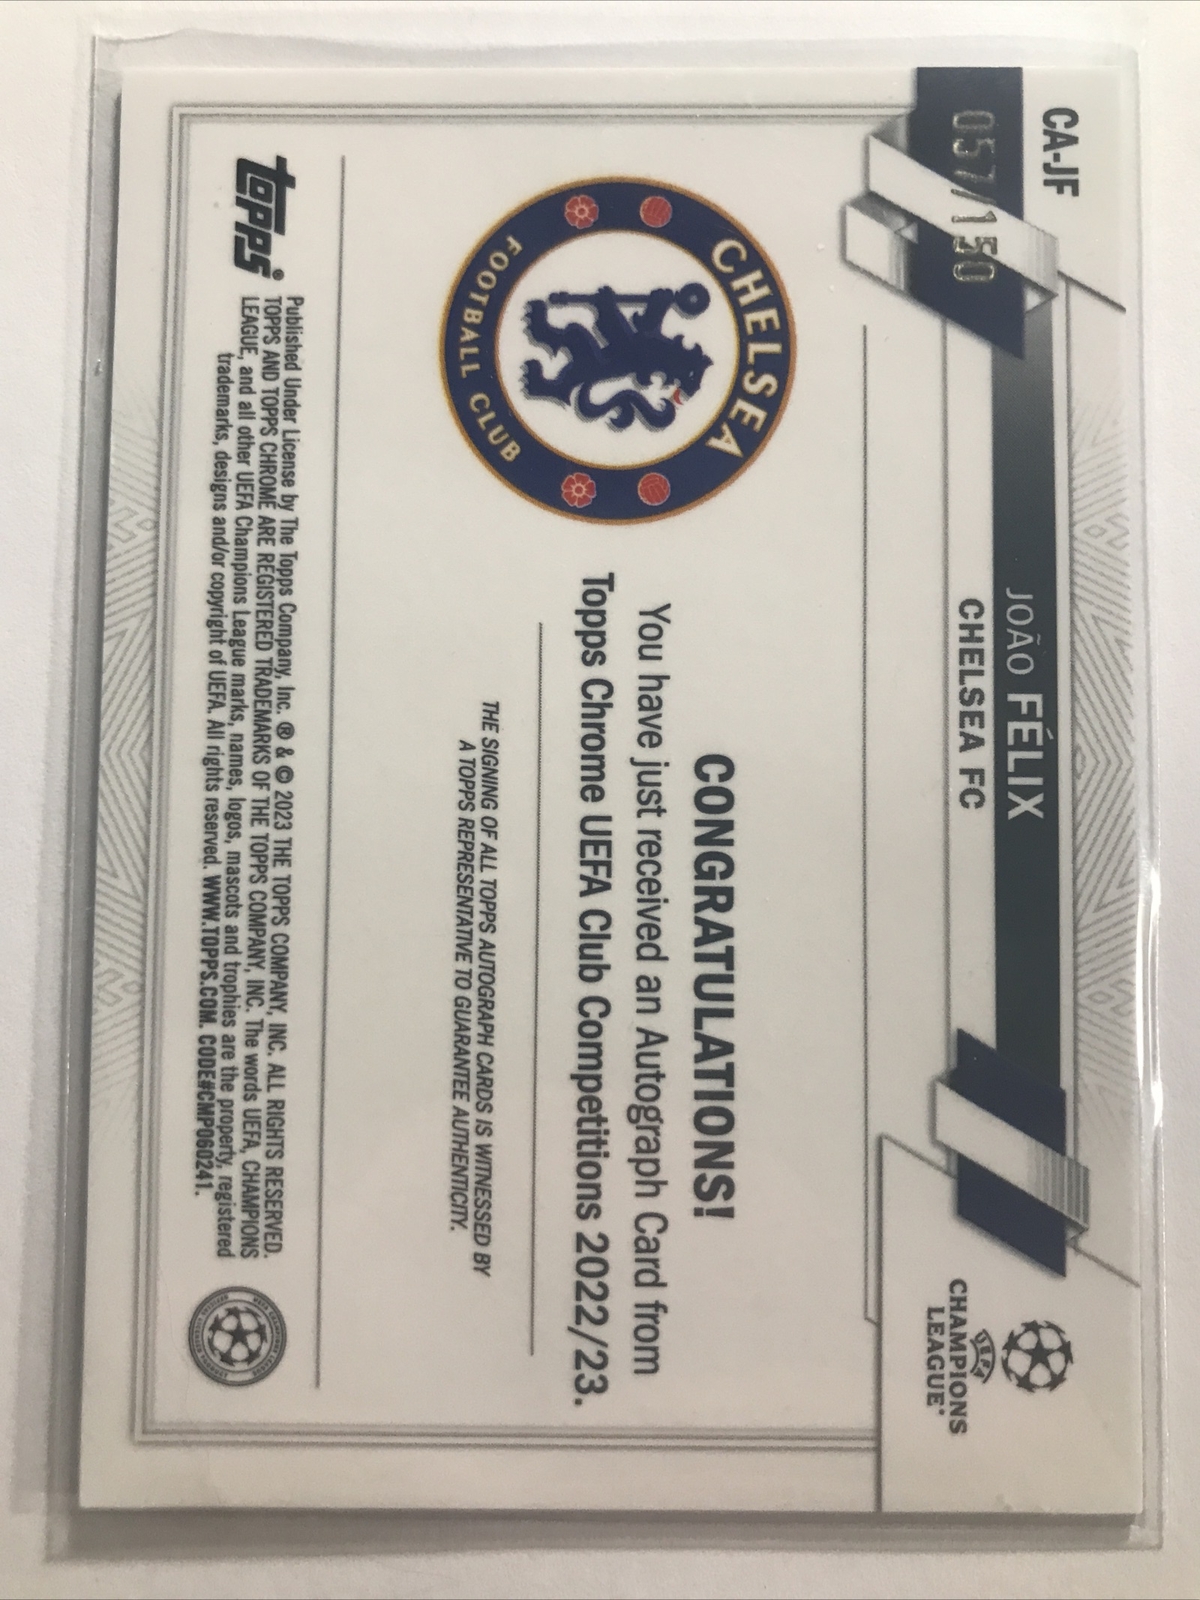 CA-JF
057/150
JOÃO FÉLIX
CHELSEA FC
UEFA
CHAMPIONS
LEAGUE®
CHELSEA
FOOTBALL CLUB
CONGRATULATIONS!
You have just received an Autograph Card from
Topps Chrome UEFA Club Competitions 2022/23.
THE SIGNING OF ALL TOPPS AUTOGRAPH CARDS IS WITNESSED BY
A TOPPS REPRESENTATIVE TO GUARANTEE AUTHENTICITY.
topps®
Published Under License by The Topps Company, Inc. ® & © 2023 THE TOPPS COMPANY, INC. ALL RIGHTS RESERVED.
TOPPS AND TOPPS CHROME ARE REGISTERED TRADEMARKS OF THE TOPPS COMPANY, INC. The words UEFA, CHAMPIONS
LEAGUE, and all other UEFA Champions League marks, names, logos, mascots and trophies are the property, registered
trademarks, designs and/or copyright of UEFA. All rights reserved. WWW.TOPPS.COM. CODE#CMP060241.